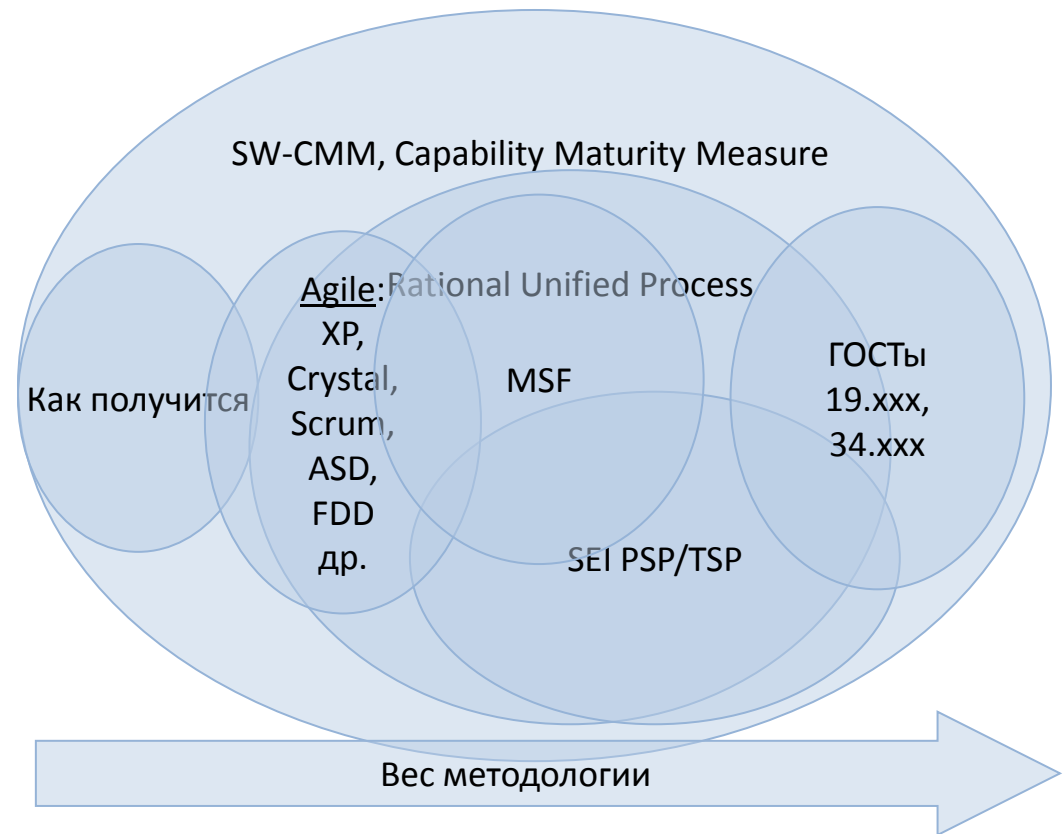 SW-CMM, Capability Maturity Measure
Как получится
Agile:
XP,
Crystal,
Scrum,
ASD,
FDD
др.
Rational Unified Process
MSF
SEI PSP/TSP
ГОСТы
19.xxx,
34.xxx
Вес методологии